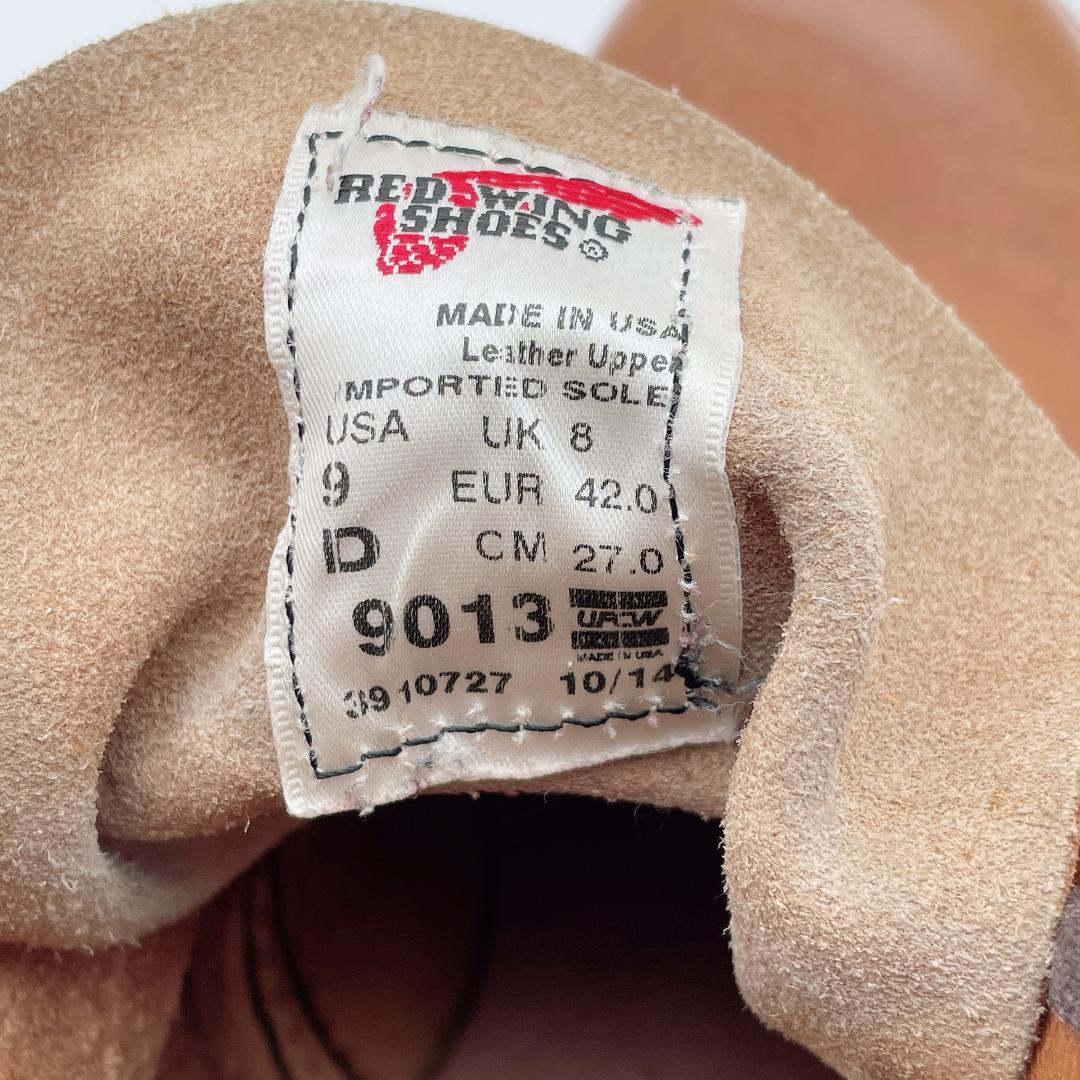 RED WING
SHOES®
MADE IN USA
Leather Upper
IMPORTED SOLE
USA UK 8
9 EUR 42.0
D CM 27.0
9013 UFCW
MADE IN USA
3910727 10/14